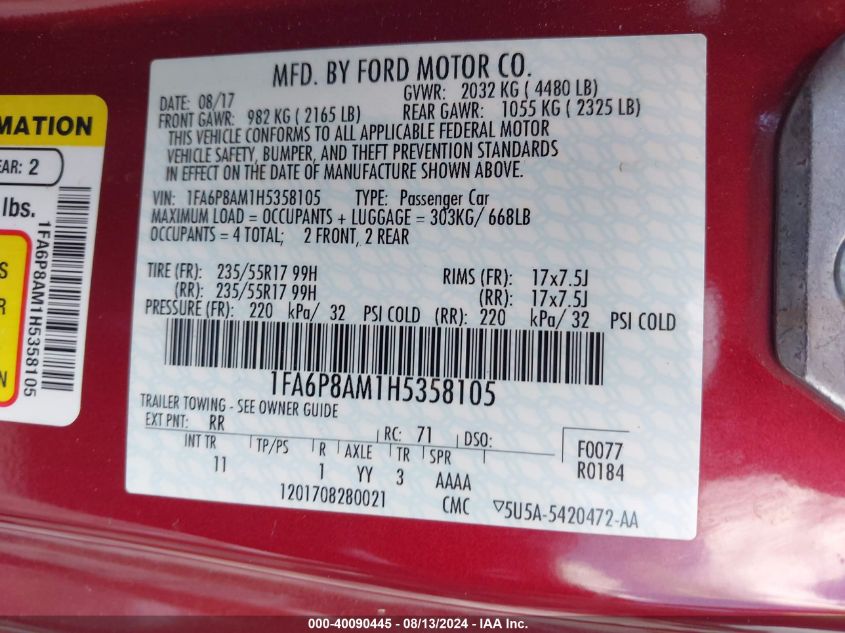 MFD. BY FORD MOTOR CO.
DATE: 08/17
GVWR: 2032 KG ( 4480 LB)
FRONT GAWR: 982 KG ( 2165 LB)
REAR GAWR: 1055 KG ( 2325 LB)
THIS VEHICLE CONFORMS TO ALL APPLICABLE FEDERAL MOTOR
VEHICLE SAFETY, BUMPER, AND THEFT PREVENTION STANDARDS
IN EFFECT ON THE DATE OF MANUFACTURE SHOWN ABOVE.
VIN: 1FA6P8AM1H5358105 TYPE: Passenger Car
MAXIMUM LOAD = OCCUPANTS + LUGGAGE = 303KG/ 668LB
OCCUPANTS = 4 TOTAL; 2 FRONT, 2 REAR
TIRE (FR): 235/55R17 99H RIMS (FR): 17x7.5J
(RR): 235/55R17 99H (RR): 17x7.5J
PRESSURE (FR): 220 kPa/ 32 PSI COLD (RR): 220 kPa/ 32 PSI COLD
1FA6P8AM1H5358105
TRAILER TOWING - SEE OWNER GUIDE
EXT PNT: RR RC: 71 DSO:
F0077
R0184
INT TR TP/PS R AXLE TR SPR
11 1 YY 3 AAAA
1201708280021 CMC ▽5U5A-5420472-AA
MATION
EAR: 2
lbs.
1FA6P8AM1H5358105
S
R
N
000-40090445 - 08/13/2024 - IAA Inc.